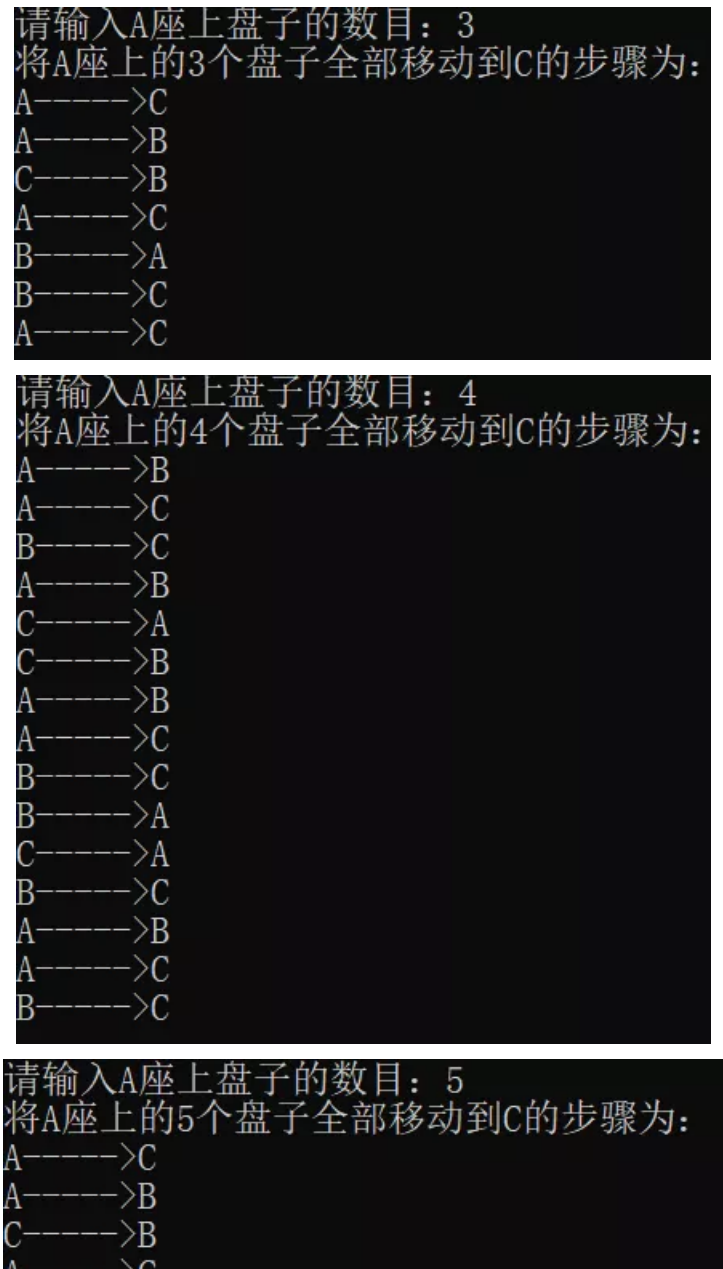 请输入A座上盘子的数目：3
将A座上的3个盘子全部移动到C的步骤为：
A----->C
A----->B
C----->B
A----->C
B----->A
B----->C
A----->C
请输入A座上盘子的数目：4
将A座上的4个盘子全部移动到C的步骤为：
A----->B
A----->C
B----->C
A----->B
C----->A
C----->B
A----->B
A----->C
B----->C
B----->A
C----->A
B----->C
A----->B
A----->C
B----->C
请输入A座上盘子的数目：5
将A座上的5个盘子全部移动到C的步骤为：
A----->C
A----->B
C----->B